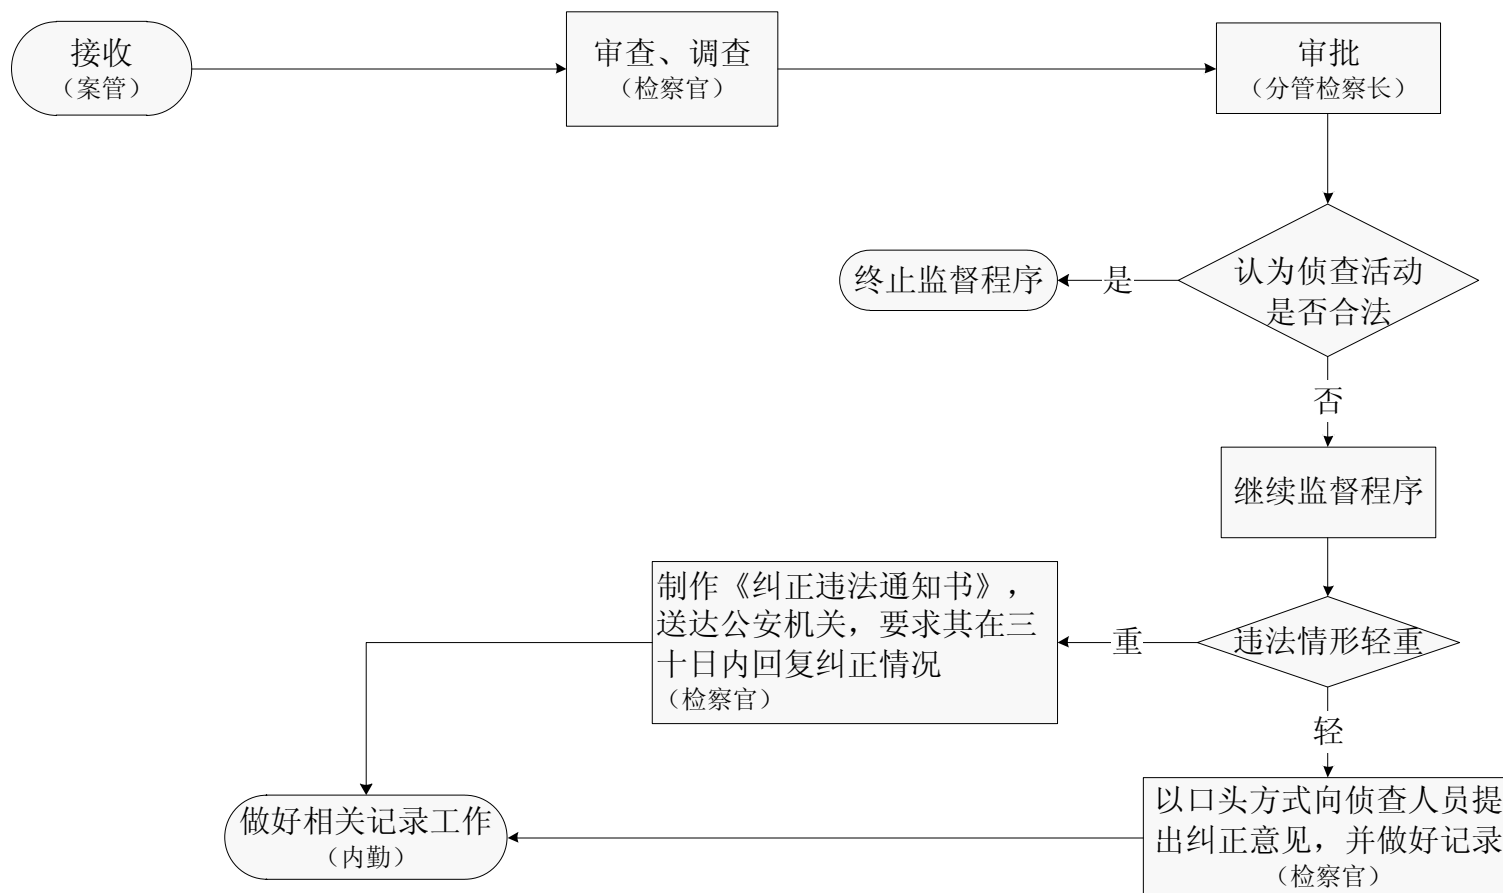 接收
（案管）
审查、调查
（检察官）
审批
（分管检察长）
认为侦查活动
是否合法
是
终止监督程序
否
继续监督程序
违法情形轻重
重
制作《纠正违法通知书》，
送达公安机关，要求其在三
十日内回复纠正情况
（检察官）
轻
以口头方式向侦查人员提
出纠正意见，并做好记录
（检察官）
做好相关记录工作
（内勤）